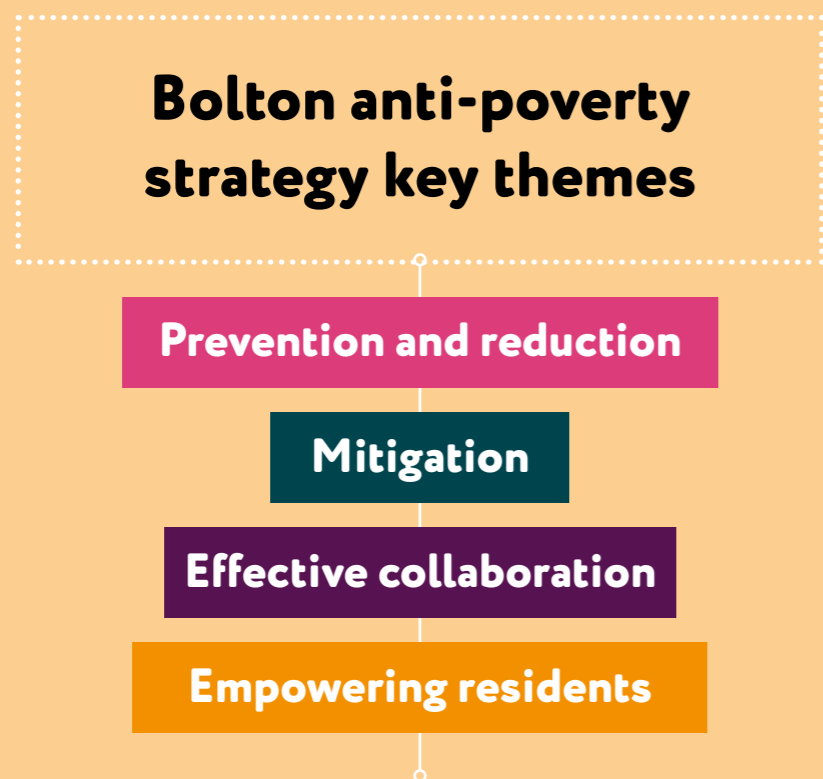 Bolton anti-poverty
strategy key themes
Prevention and reduction
Mitigation
Effective collaboration
Empowering residents